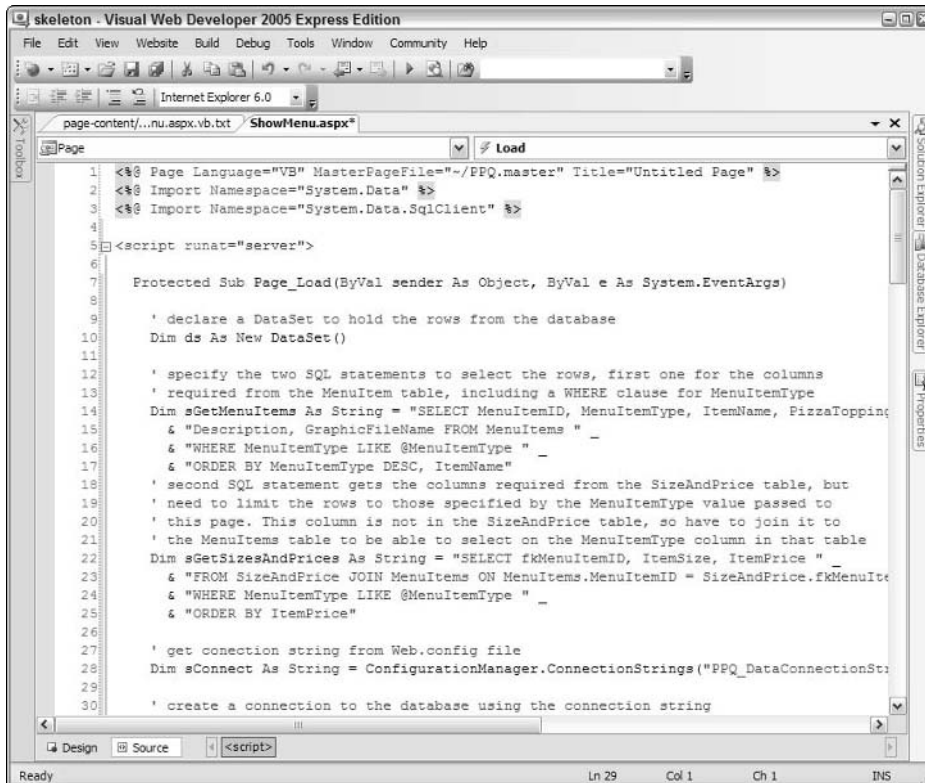 skeleton - Visual Web Developer 2005 Express Edition
File Edit View Website Build Debug Tools Window Community Help
Internet Explorer 6.0
page-content/...nu.aspx.vb.txt ShowMenu.aspx*
Page Load
Toolbox
Solution Explorer
Database Explorer
Properties
1 <%@ Page Language="VB" MasterPageFile="~/PPQ.master" Title="Untitled Page" %>
2 <%@ Import Namespace="System.Data" %>
3 <%@ Import Namespace="System.Data.SqlClient" %>
4
5 <script runat="server">
6
7 Protected Sub Page_Load(ByVal sender As Object, ByVal e As System.EventArgs)
8
9 ' declare a DataSet to hold the rows from the database
10 Dim ds As New DataSet()
11
12 ' specify the two SQL statements to select the rows, first one for the columns
13 ' required from the MenuItem table, including a WHERE clause for MenuItemType
14 Dim sGetMenuItems As String = "SELECT MenuItemID, MenuItemType, ItemName, PizzaTopping
15 & "Description, GraphicFileName FROM MenuItems " _
16 & "WHERE MenuItemType LIKE @MenuItemType " _
17 & "ORDER BY MenuItemType DESC, ItemName"
18 ' second SQL statement gets the columns required from the SizeAndPrice table, but
19 ' need to limit the rows to those specified by the MenuItemType value passed to
20 ' this page. This column is not in the SizeAndPrice table, so have to join it to
21 ' the MenuItems table to be able to select on the MenuItemType column in that table
22 Dim sGetSizesAndPrices As String = "SELECT fkMenuItemID, ItemSize, ItemPrice " _
23 & "FROM SizeAndPrice JOIN MenuItems ON MenuItems.MenuItemID = SizeAndPrice.fkMenuIte
24 & "WHERE MenuItemType LIKE @MenuItemType " _
25 & "ORDER BY ItemPrice"
26
27 ' get conection string from Web.config file
28 Dim sConnect As String = ConfigurationManager.ConnectionStrings("PPQ_DataConnectionStr
29
30 ' create a connection to the database using the connection string
Design Source <script>
Ready Ln 29 Col 1 Ch 1 INS